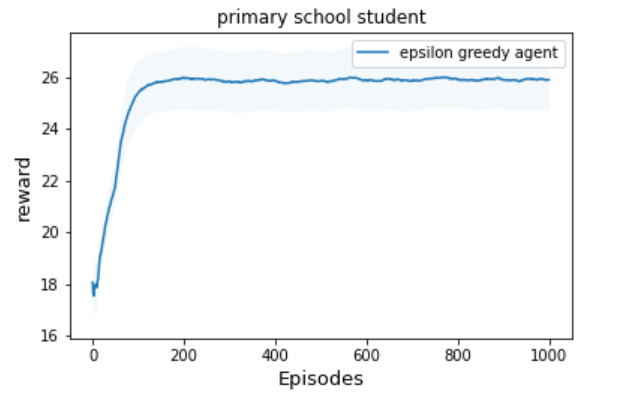 primary school student
epsilon greedy agent
26
24
22
20
18
16
reward
0 200 400 600 800 1000
Episodes